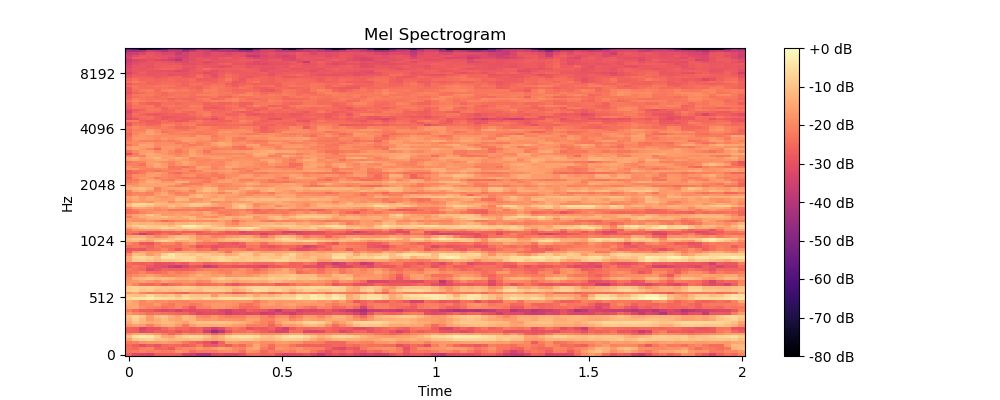 Mel Spectrogram
Hz
8192
4096
2048
1024
512
0
0
0.5
1
1.5
2
Time
+0 dB
-10 dB
-20 dB
-30 dB
-40 dB
-50 dB
-60 dB
-70 dB
-80 dB